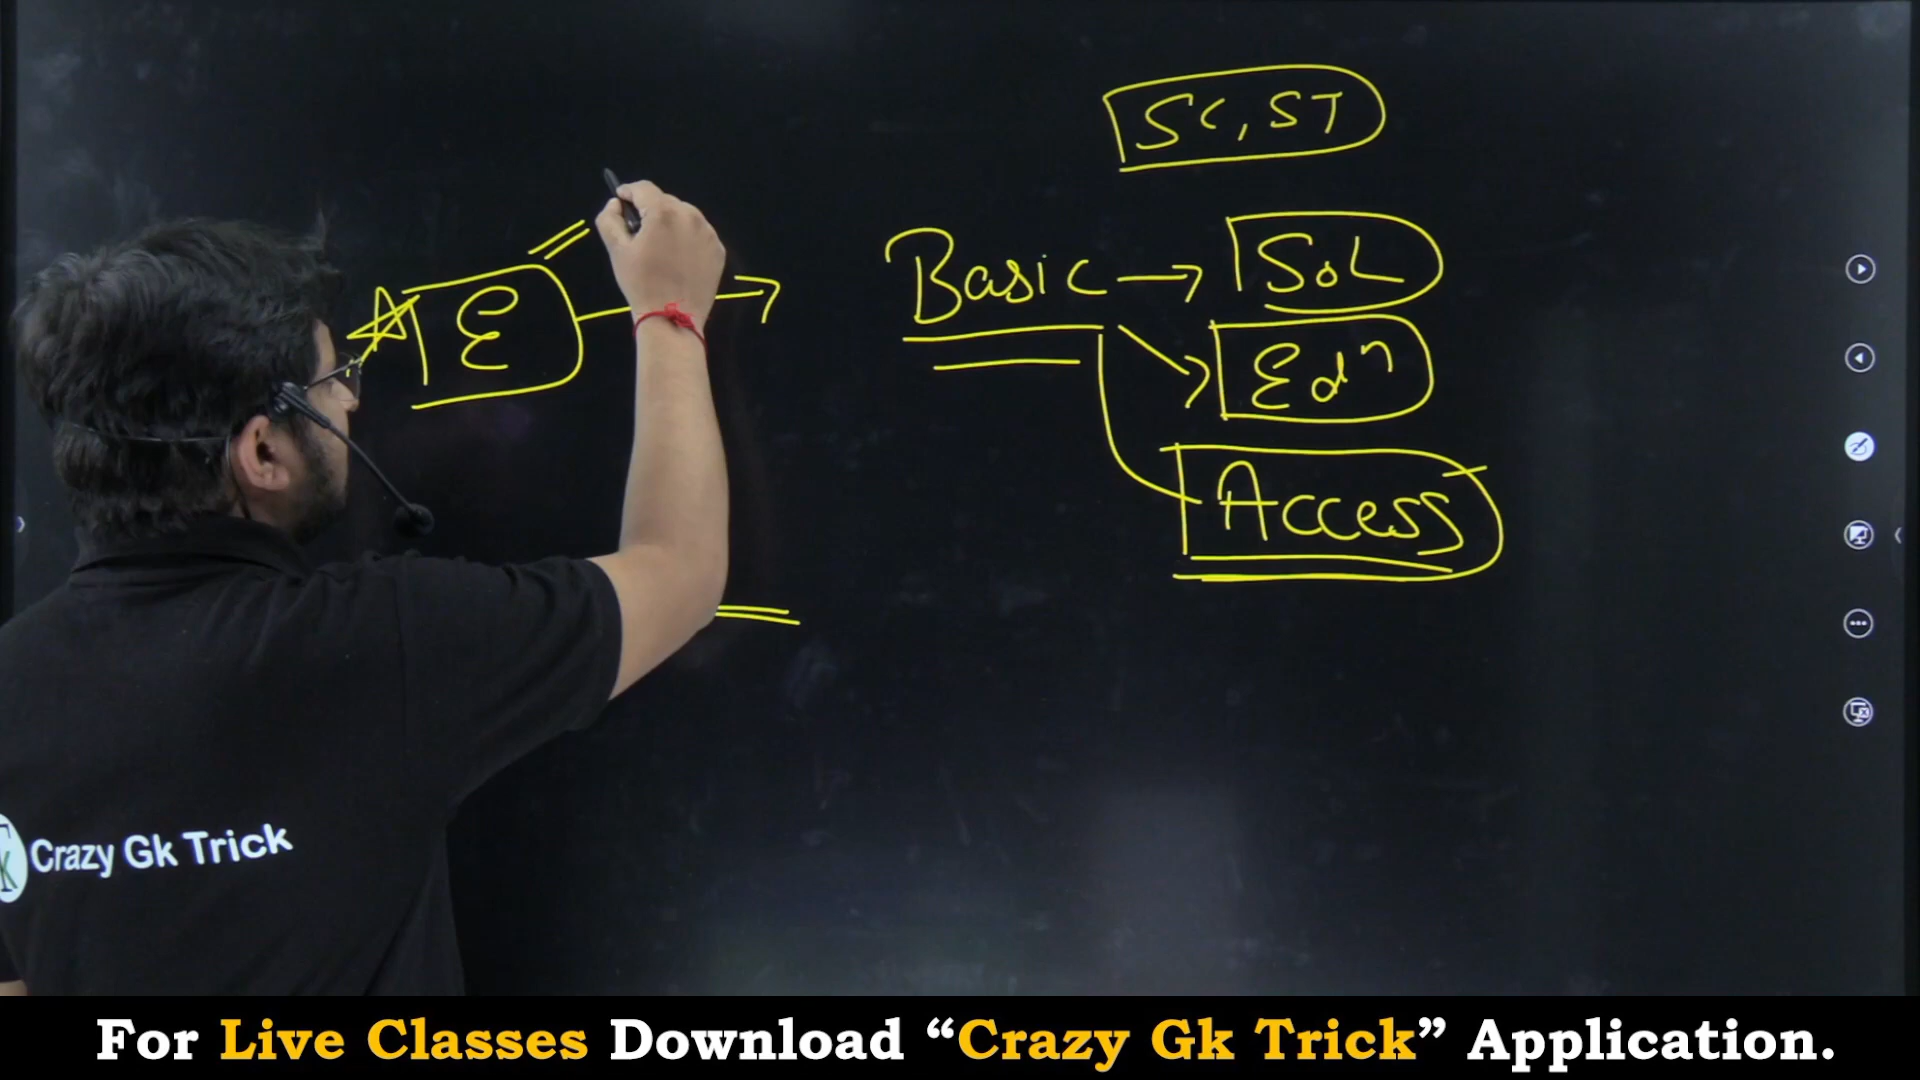 SC, ST
E
Basic → SoL
Edⁿ
Access
Crazy Gk Trick
For Live Classes Download “Crazy Gk Trick” Application.